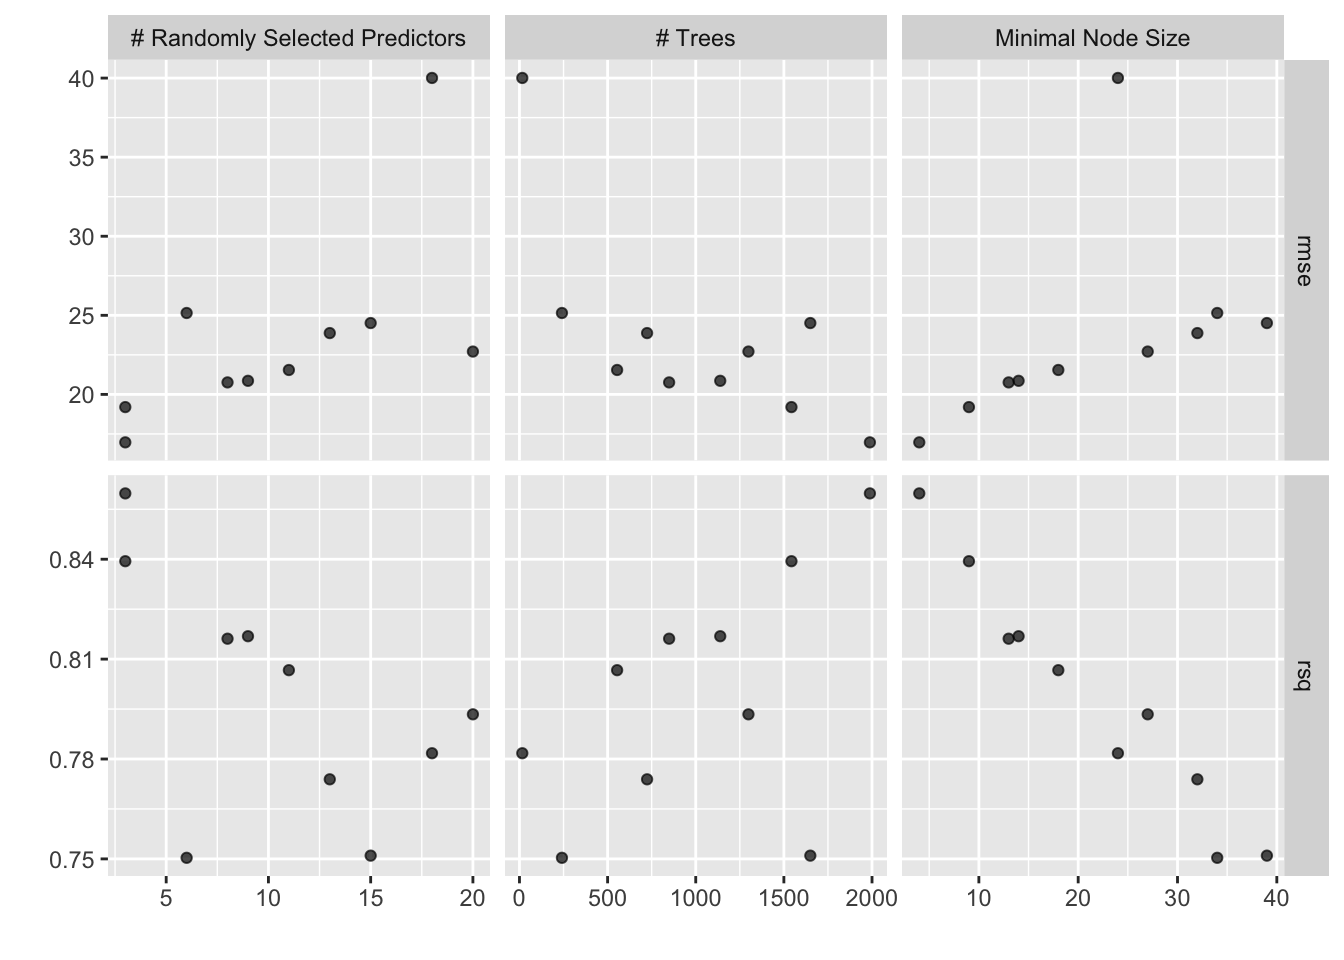 # Randomly Selected Predictors
# Trees
Minimal Node Size
40
35
30
25
20
rmse
0.84
0.81
0.78
0.75
rsq
5 10 15 20
0 500 1000 1500 2000
10 20 30 40